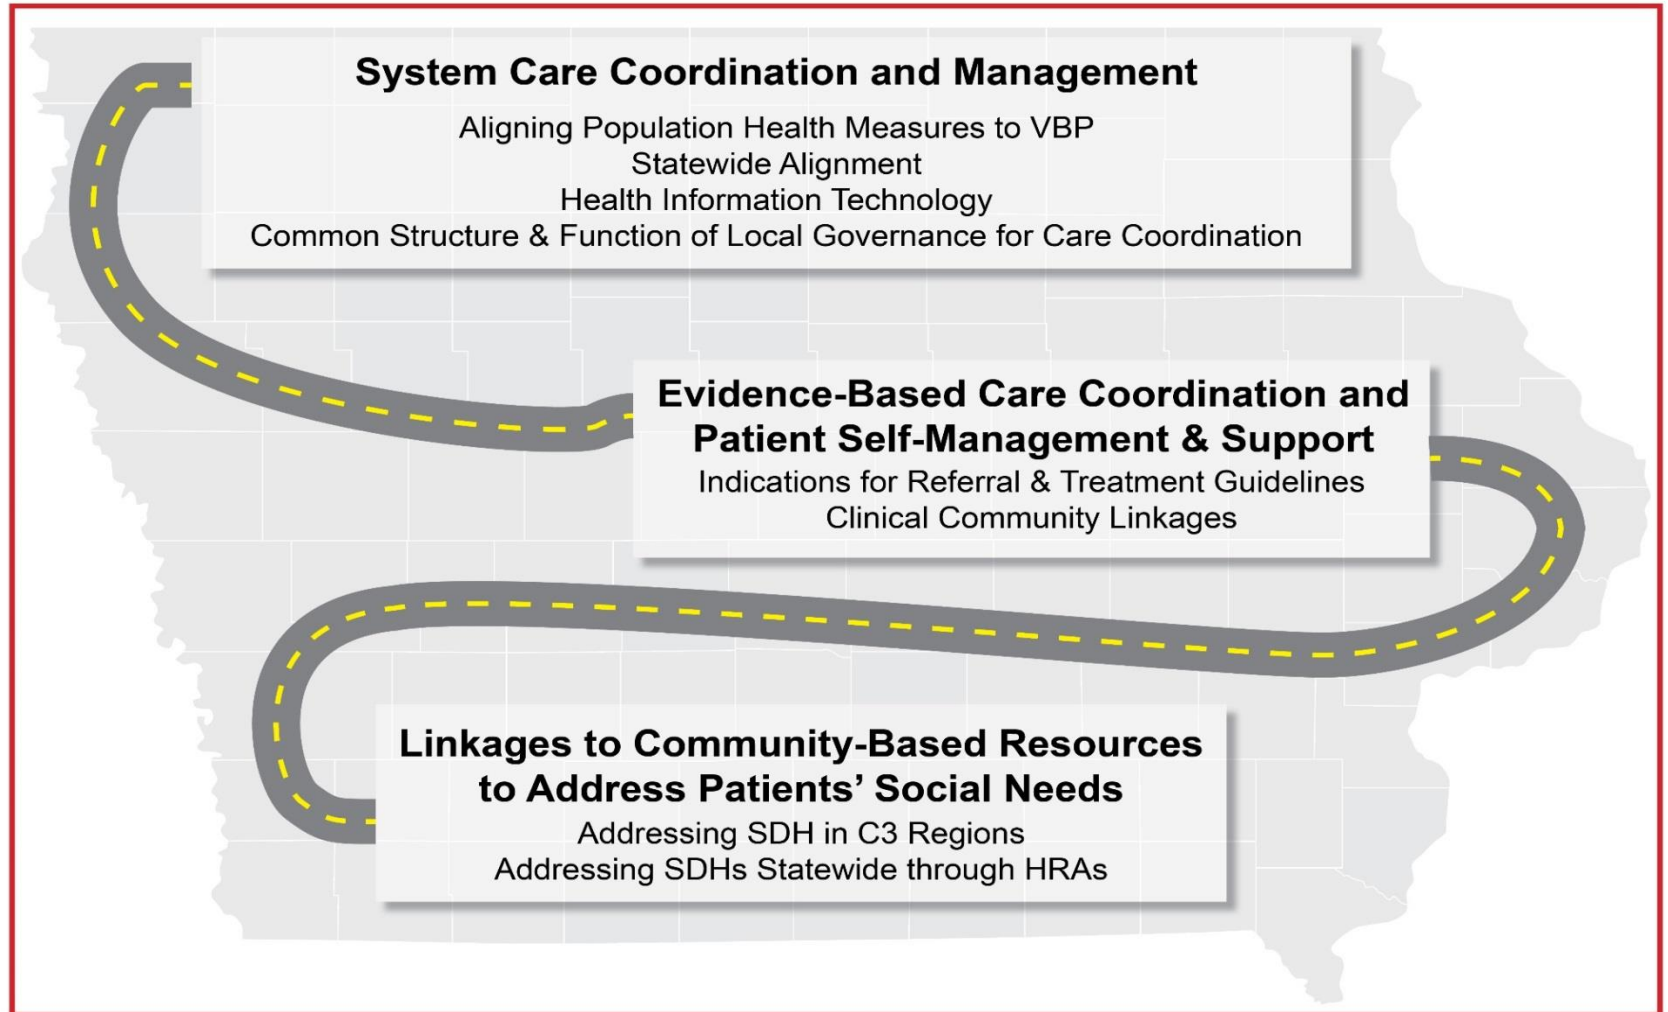 System Care Coordination and Management
Aligning Population Health Measures to VBP
Statewide Alignment
Health Information Technology
Common Structure & Function of Local Governance for Care Coordination
Evidence-Based Care Coordination and
Patient Self-Management & Support
Indications for Referral & Treatment Guidelines
Clinical Community Linkages
Linkages to Community-Based Resources
to Address Patients’ Social Needs
Addressing SDH in C3 Regions
Addressing SDHs Statewide through HRAs